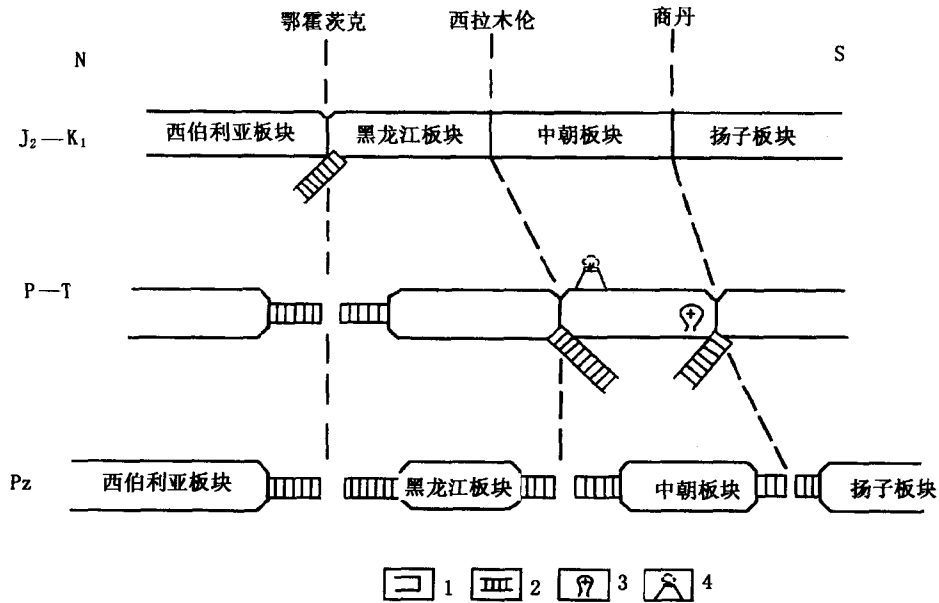 鄂霍茨克 西拉木伦 商丹
N S
J₂—K₁ 西伯利亚板块 黑龙江板块 中朝板块 扬子板块
P—T
Pz 西伯利亚板块 黑龙江板块 中朝板块 扬子板块
1 2 3 4